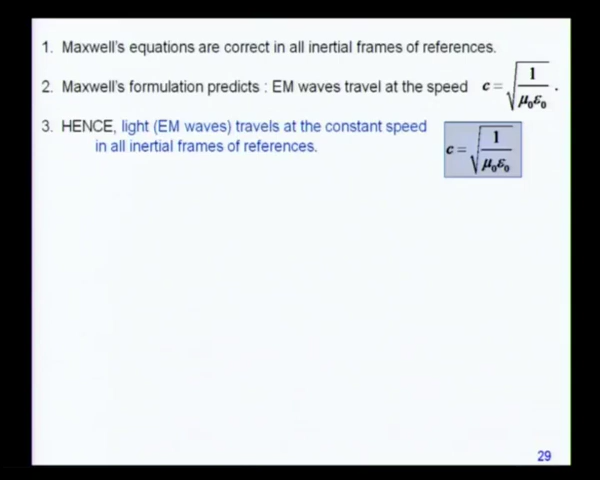 1. Maxwell's equations are correct in all inertial frames of references.
2. Maxwell's formulation predicts : EM waves travel at the speed c = √(1/μ₀ε₀) .
3. HENCE, light (EM waves) travels at the constant speed
in all inertial frames of references.
c = √(1/μ₀ε₀)
29